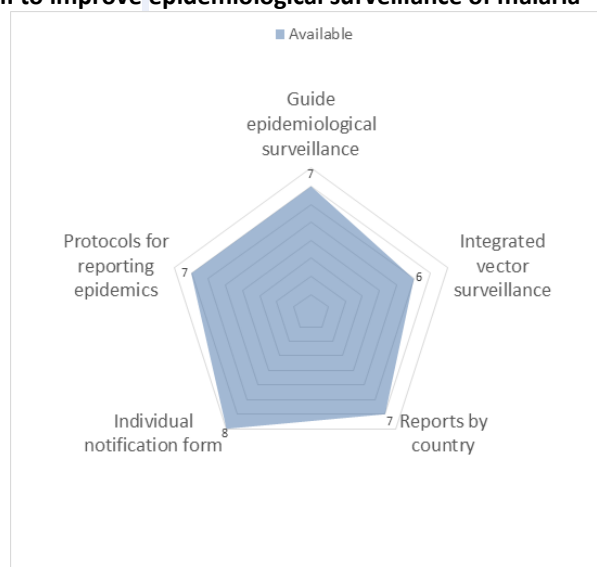 to improve epidemiological surveillance of malaria
Available
Guide
epidemiological
surveillance
7
Integrated
vector
surveillance
6
Reports by
country
7
Individual
notification form
8
Protocols for
reporting
epidemics
7